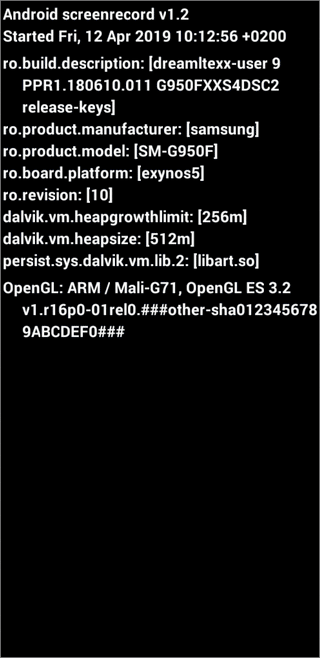 Android screenrecord v1.2
Started Fri, 12 Apr 2019 10:12:56 +0200
ro.build.description: [dreamltexx-user 9
PPR1.180610.011 G950FXXS4DSC2
release-keys]
ro.product.manufacturer: [samsung]
ro.product.model: [SM-G950F]
ro.board.platform: [exynos5]
ro.revision: [10]
dalvik.vm.heapgrowthlimit: [256m]
dalvik.vm.heapsize: [512m]
persist.sys.dalvik.vm.lib.2: [libart.so]
OpenGL: ARM / Mali-G71, OpenGL ES 3.2
v1.r16p0-01rel0.###other-sha012345678
9ABCDEF0###